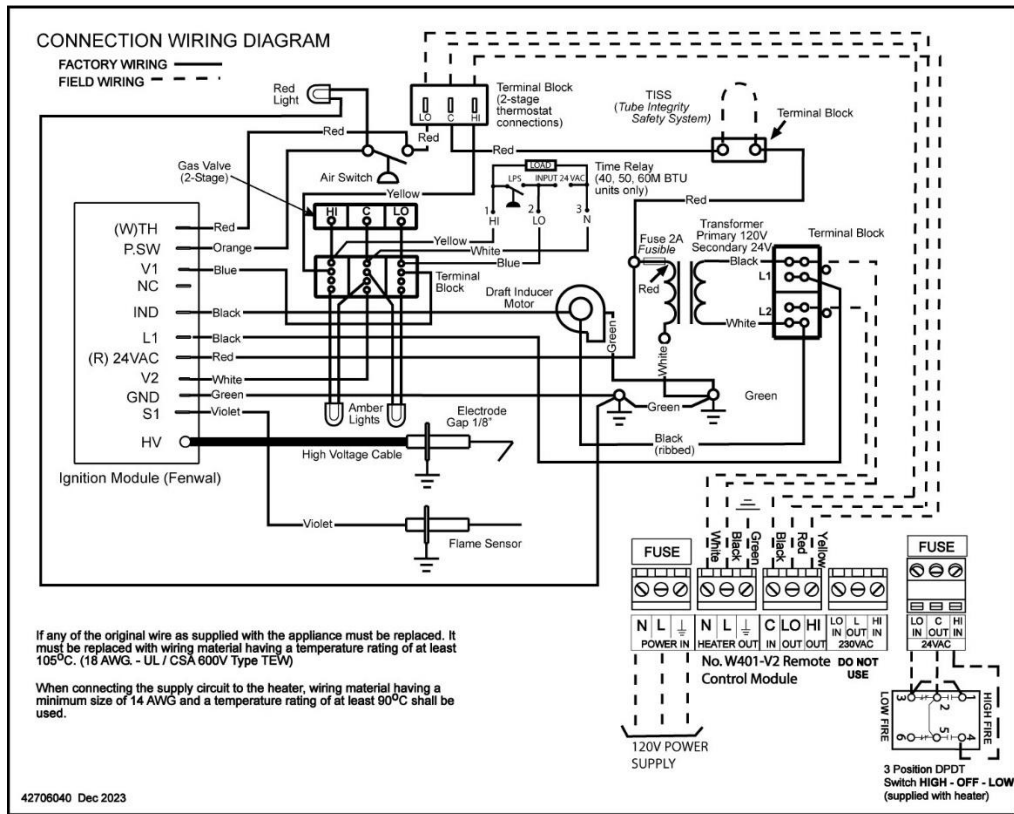 CONNECTION WIRING DIAGRAM
FACTORY WIRING
FIELD WIRING
Red
Light
Terminal Block
(2-stage
thermostat
connections)
LO
C
HI
TISS
(Tube Integrity
Safety System)
Terminal Block
Red
Red
Red
Air Switch
Gas Valve
(2-Stage)
Yellow
LOAD
LPS
INPUT 24 VAC
1
HI
2
LO
3
N
Time Relay
(40, 50, 60M BTU
units only)
Red
HI
C
LO
Yellow
White
Blue
Terminal
Block
Fuse 2A
Fusible
Red
Transformer
Primary 120V
Secondary 24V
Terminal Block
Black
L1
L2
White
White
(W)TH
Red
P.SW
Orange
V1
Blue
NC
IND
Black
L1
Black
(R) 24VAC
Red
V2
White
GND
Green
S1
Violet
HV
Ignition Module (Fenwal)
Draft Inducer
Motor
Green
Green
Green
Black
(ribbed)
Amber
Lights
Electrode
Gap 1/8"
High Voltage Cable
Violet
Flame Sensor
White
Black
Green
Black
Red
Yellow
FUSE
N L
POWER IN
N L
HEATER OUT
C LO HI
IN OUT OUT
LO L HI
IN OUT IN
230VAC
No. W401-V2 Remote
Control Module
DO NOT
USE
FUSE
LO C HI
IN OUT IN
24VAC
LOW FIRE
3
2
1
6
5
4
HIGH FIRE
120V POWER
SUPPLY
3 Position DPDT
Switch HIGH - OFF - LOW
(supplied with heater)
If any of the original wire as supplied with the appliance must be replaced. It
must be replaced with wiring material having a temperature rating of at least
105ºC. (18 AWG. - UL / CSA 600V Type TEW)
When connecting the supply circuit to the heater, wiring material having a
minimum size of 14 AWG and a temperature rating of at least 90ºC shall be
used.
42706040 Dec 2023